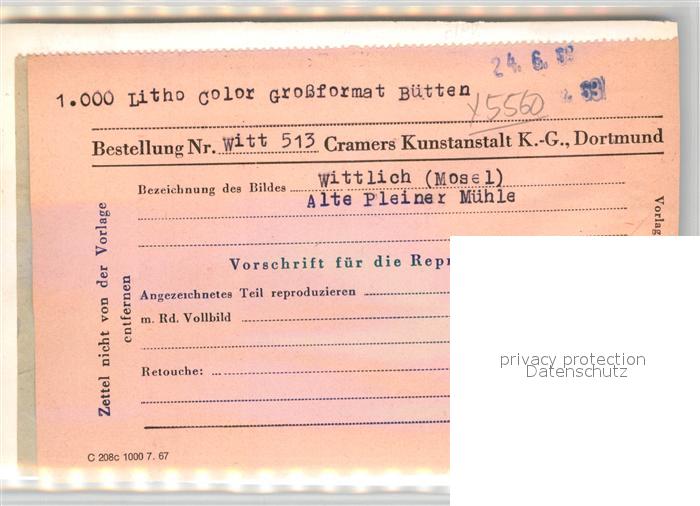 24. 6.
1.000 Litho Color Großformat Bütten
x5560
Bestellung Nr. Witt 513 Cramers Kunstanstalt K.-G., Dortmund
Bezeichnung des Bildes Wittlich (Mosel)
Alte Pleiner Mühle
Zettel nicht von der Vorlage
entfernen
Vorlag
Vorschrift für die Repr
Angezeichnetes Teil reproduzieren
m. Rd. Vollbild
Retouche:
C 208c 1000 7. 67
privacy protection
Datenschutz